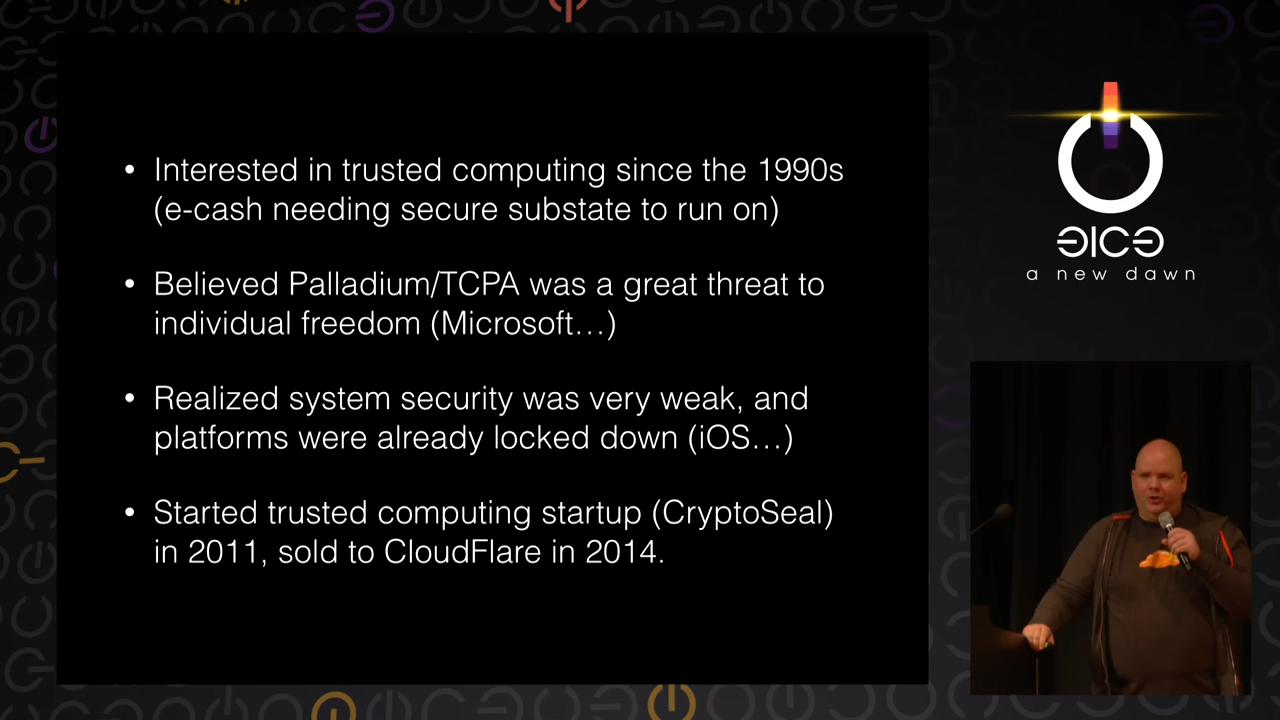 • Interested in trusted computing since the 1990s
(e-cash needing secure substate to run on)
• Believed Palladium/TCPA was a great threat to
individual freedom (Microsoft…)
• Realized system security was very weak, and
platforms were already locked down (iOS…)
• Started trusted computing startup (CryptoSeal)
in 2011, sold to CloudFlare in 2014.
a new dawn